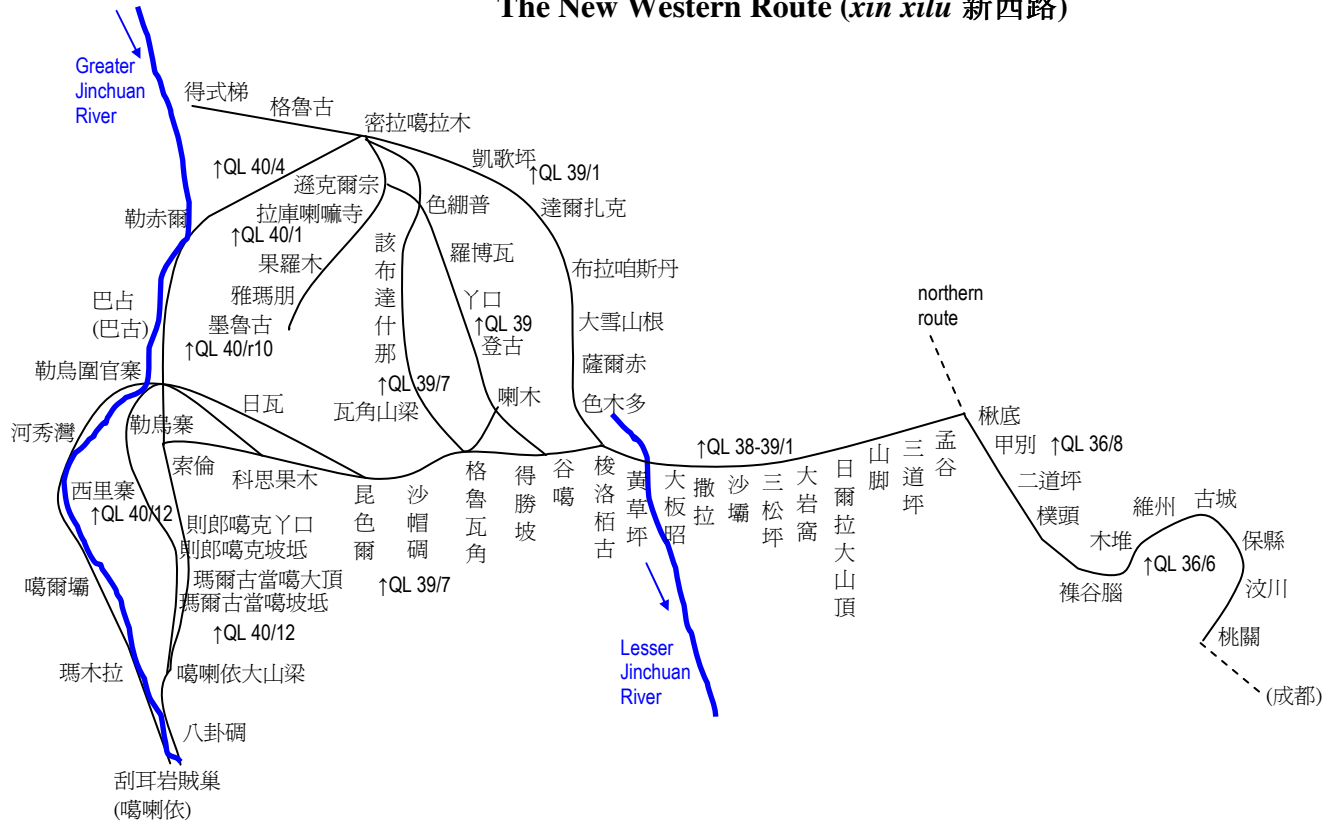 The New Western Route (xin xilu 新西路)
Greater
Jinchuan
River
得式梯
格魯古
密拉噶拉木
凱歌坪
↑QL 39/1
↑QL 40/4
遜克爾宗
色綳普
達爾扎克
勒赤爾
拉庫喇嘛寺
↑QL 40/1
該布達什那
羅博瓦
果羅木
布拉咱斯丹
雅瑪朋
丫口
northern
route
巴占
(巴古)
墨魯古
↑QL 39
大雪山根
↑QL 40/r10
登古
勒烏圍官寨
↑QL 39/7
薩爾赤
日瓦
瓦角山梁
喇木
色木多
河秀灣
勒烏寨
楸底
↑QL 38-39/1
甲別
↑QL 36/8
索倫
科思果木
昆色爾
沙帽碉
格魯瓦角
得勝坡
谷噶
梭洛栢古
黃草坪
大板昭
撒拉
沙壩
三松坪
大岩窩
日爾拉大山頂
山脚
三道坪
孟谷
二道坪
西里寨
↑QL 40/12
樸頭
維州
古城
則郎噶克丫口
木堆
保縣
則郎噶克坡坻
↑QL 36/6
瑪爾古當噶大頂
↑QL 39/7
噶爾壩
襍谷腦
汶川
瑪爾古當噶坡坻
↑QL 40/12
桃關
Lesser
Jinchuan
River
瑪木拉
噶喇依大山梁
(成都)
八卦碉
刮耳岩賊巢
(噶喇依)